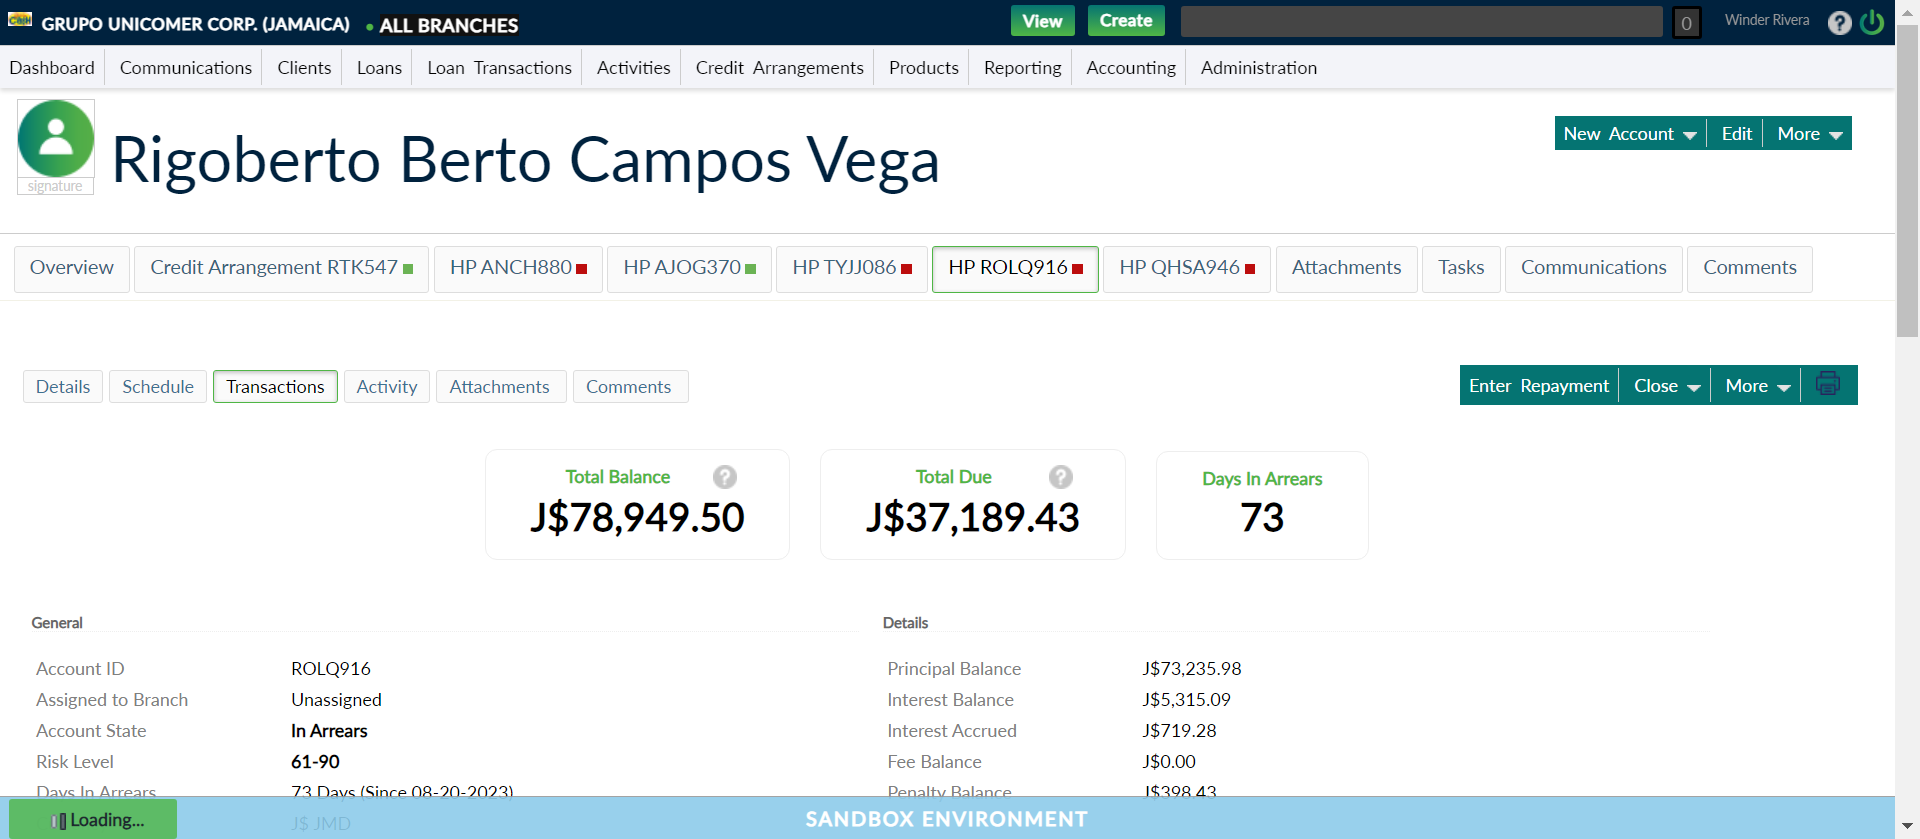 GRUPO UNICOMER CORP. (JAMAICA) ALL BRANCHES View Create 0 Winder Rivera ?
Dashboard Communications Clients Loans Loan Transactions Activities Credit Arrangements Products Reporting Accounting Administration
signature
Rigoberto Berto Campos Vega
New Account Edit More
Overview Credit Arrangement RTK547 HP ANCH880 HP AJOG370 HP TYJJ086 HP ROLQ916 HP QHSA946 Attachments Tasks Communications Comments
Details Schedule Transactions Activity Attachments Comments Enter Repayment Close More
Total Balance ? Total Due ? Days In Arrears
J$78,949.50 J$37,189.43 73
General Details
Account ID ROLQ916 Principal Balance J$73,235.98
Assigned to Branch Unassigned Interest Balance J$5,315.09
Account State In Arrears Interest Accrued J$719.28
Risk Level 61-90 Fee Balance J$0.00
Days In Arrears 73 Days (Since 08-20-2023) Penalty Balance J$398.43
Loading... J$ JMD SANDBOX ENVIRONMENT